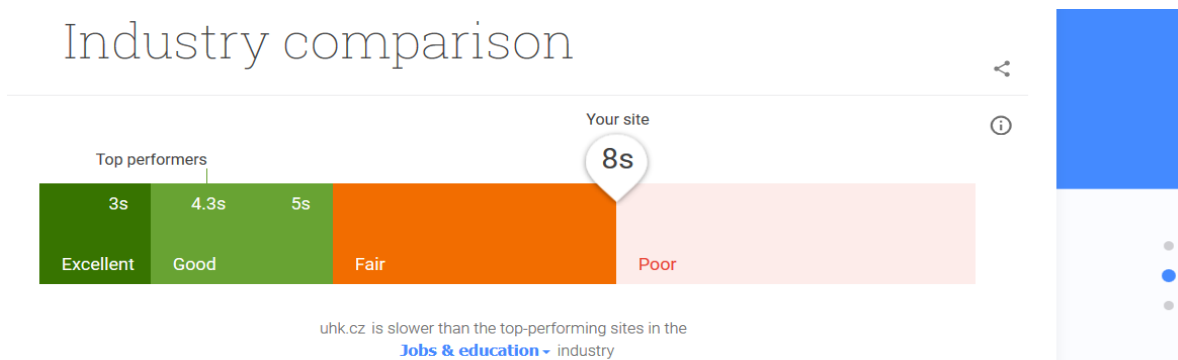 Industry comparison
Your site
8s
Top performers
3s 4.3s 5s
Excellent Good Fair Poor
uhk.cz is slower than the top-performing sites in the
Jobs & education industry